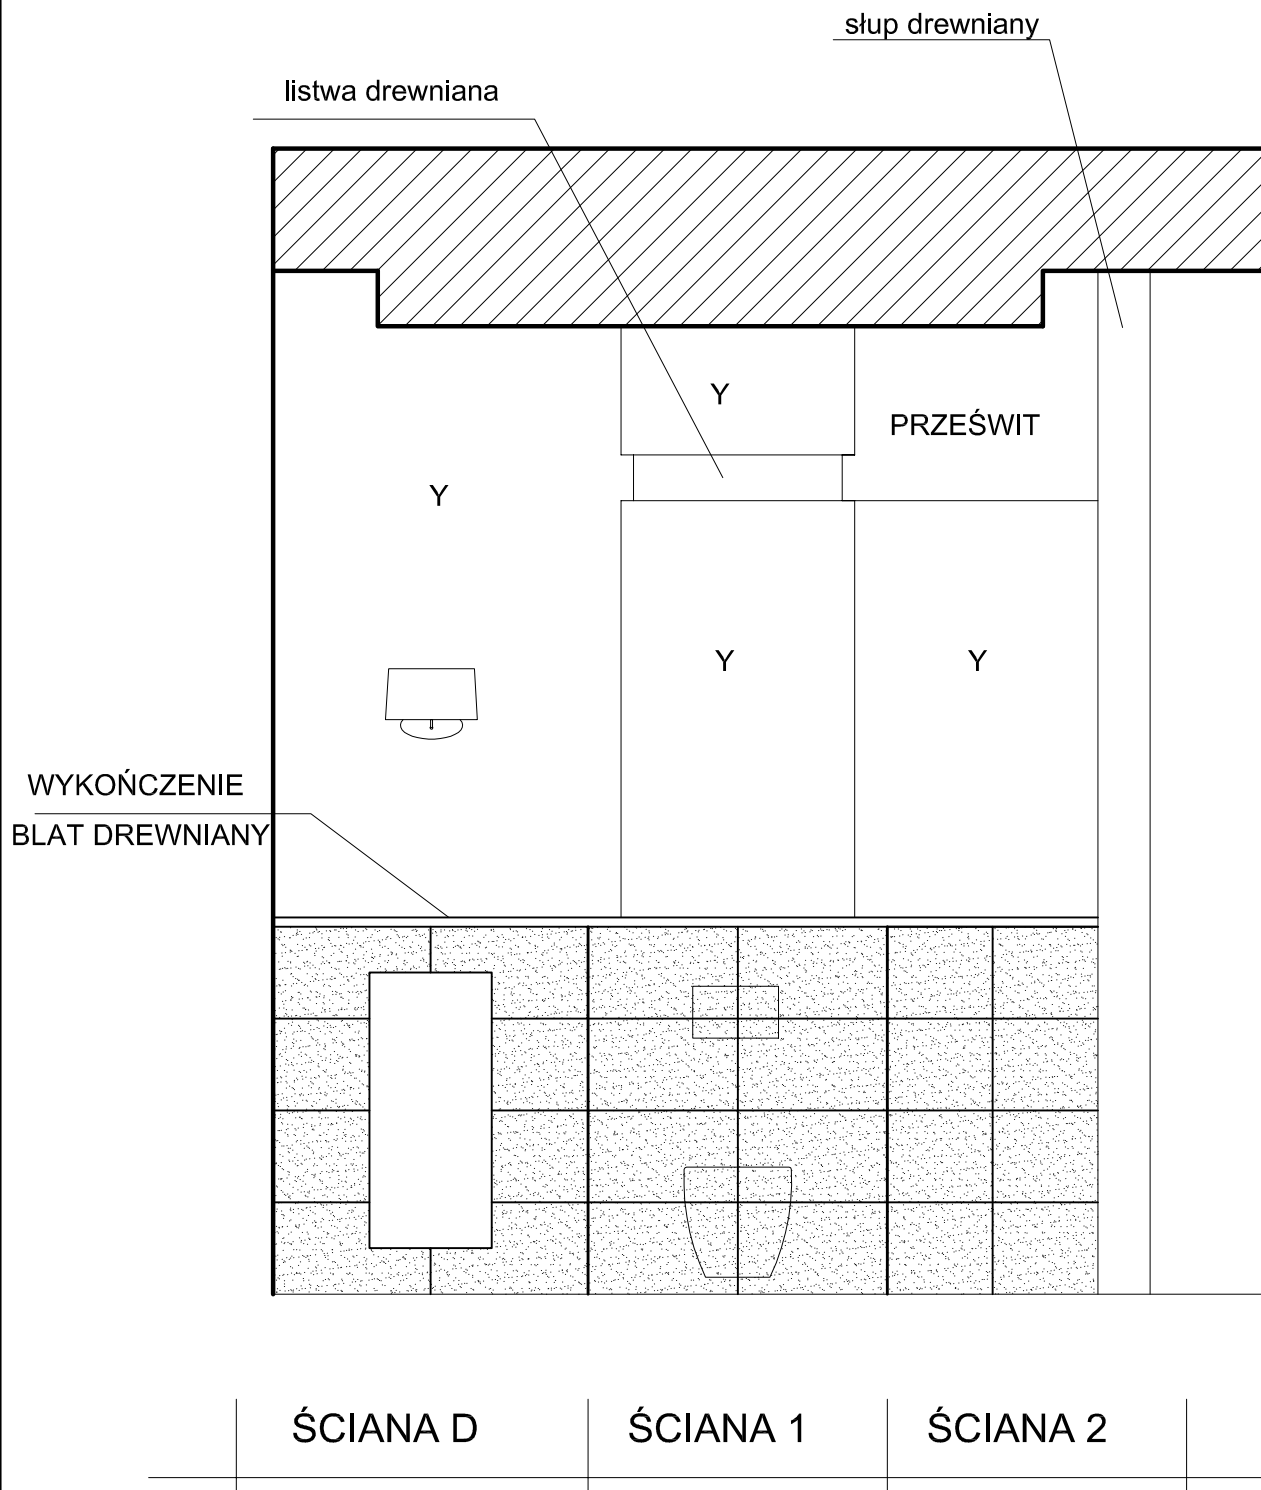 słup drewniany
listwa drewniana
Y
PRZEŚWIT
Y
Y
Y
WYKOŃCZENIE
BLAT DREWNIANY
ŚCIANA D
ŚCIANA 1
ŚCIANA 2